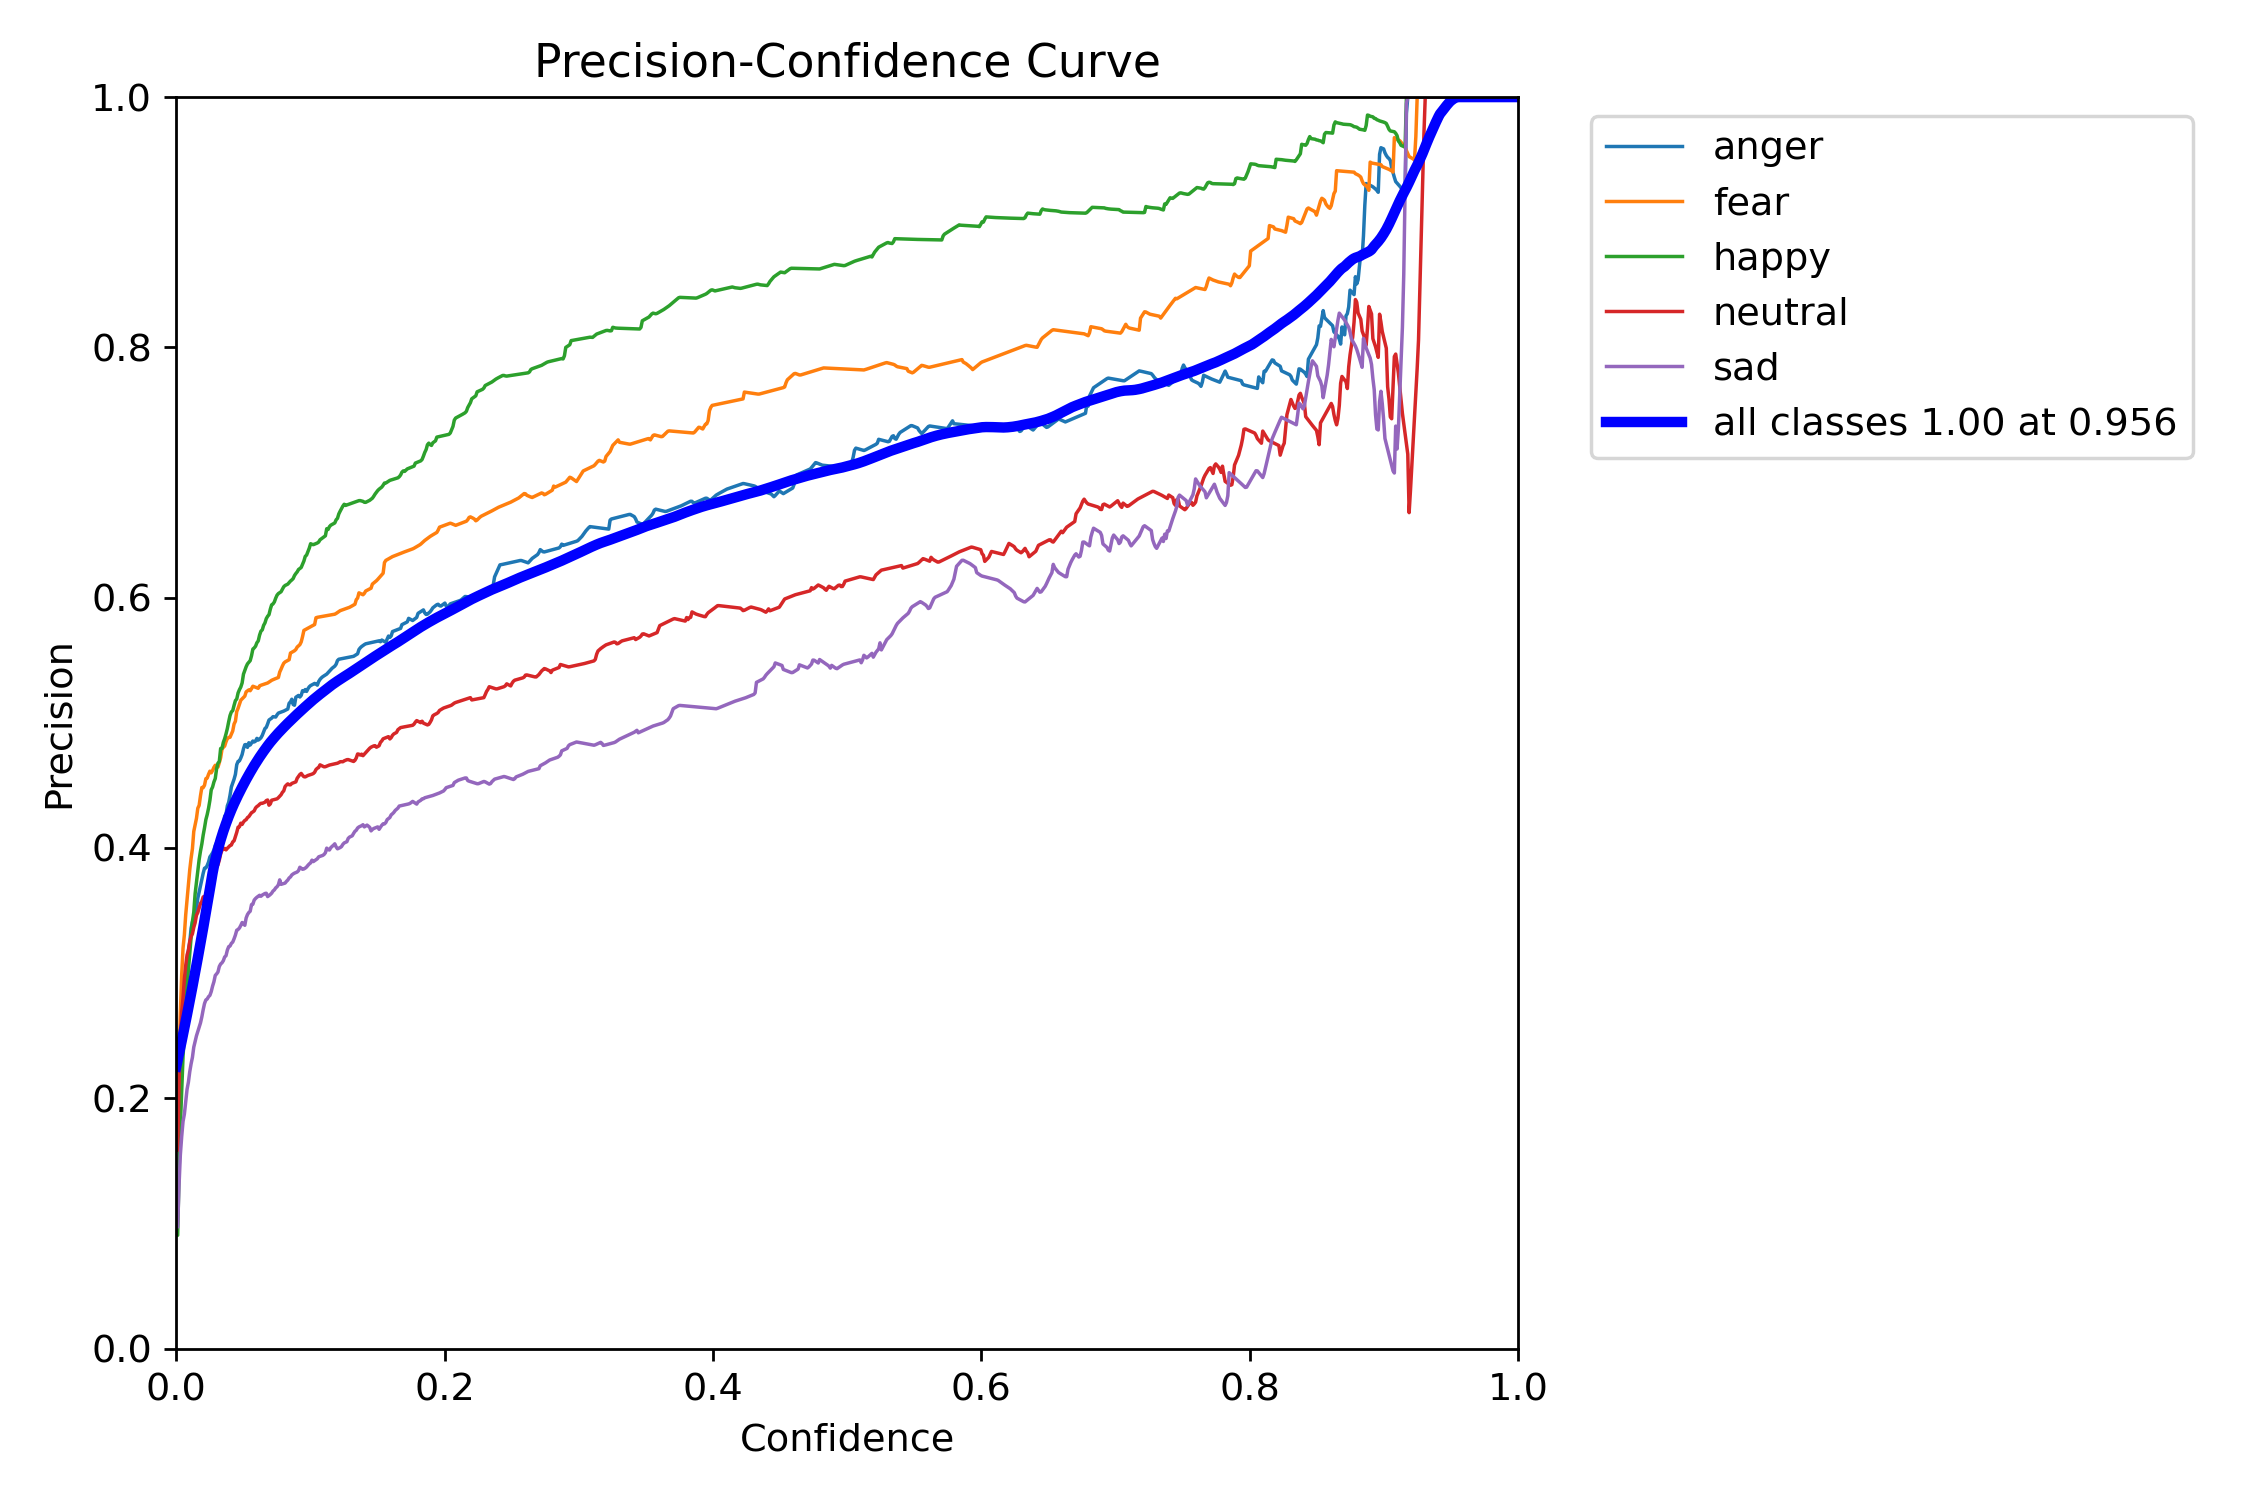 Precision-Confidence Curve
1.0
0.8
0.6
0.4
0.2
0.0
Precision
0.0 0.2 0.4 0.6 0.8 1.0
Confidence
anger
fear
happy
neutral
sad
all classes 1.00 at 0.956